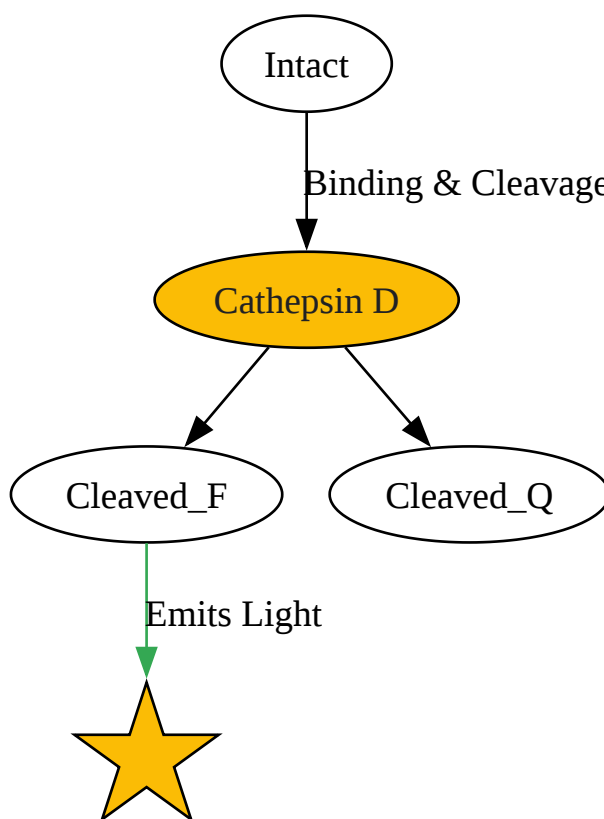 Intact
Binding & Cleavage
Cathepsin D
Cleaved_F
Cleaved_Q
Emits Light